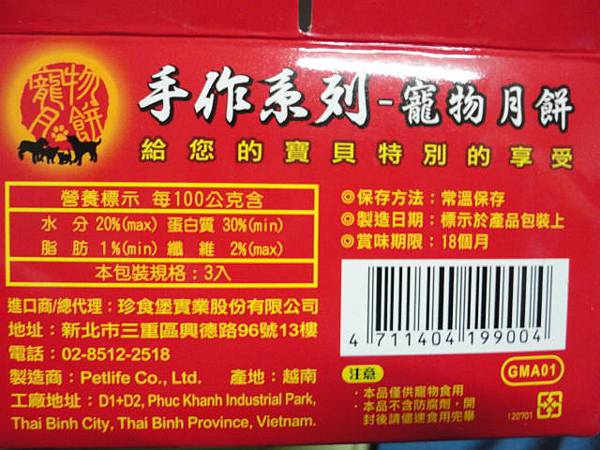 寵物月餅
手作系列-寵物月餅
給您的寶貝特別的享受
營養標示 每100公克含
水 分 20%(max) 蛋白質 30%(min)
脂 肪 1%(min) 纖 維 2%(max)
本包裝規格：3入
◎保存方法：常溫保存
◎製造日期：標示於產品包裝上
◎賞味期限：18個月
進口商/總代理：珍食堡實業股份有限公司
地址：新北市三重區興德路96號13樓
電話：02-8512-2518
製造商：Petlife Co., Ltd. 產地：越南
工廠地址：D1+D2, Phuc Khanh Industrial Park,
Thai Binh City, Thai Binh Province, Vietnam.
4 711404 199004
注意
GMA01
・本品僅供寵物食用
・本品不含防腐劑，開
封後請儘速食用完畢
120701